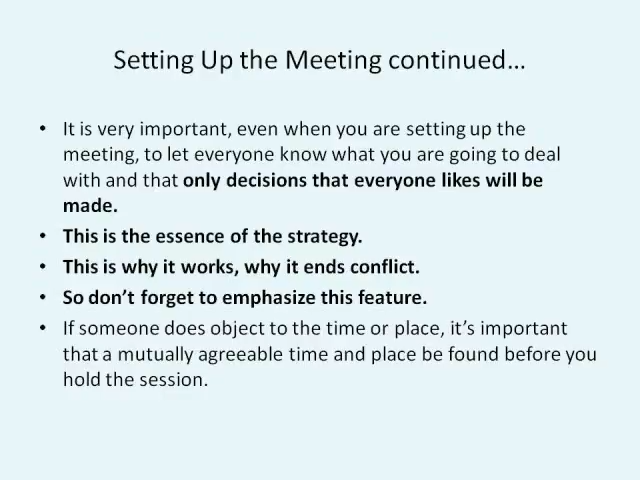 Setting Up the Meeting continued…
• It is very important, even when you are setting up the
meeting, to let everyone know what you are going to deal
with and that only decisions that everyone likes will be
made.
• This is the essence of the strategy.
• This is why it works, why it ends conflict.
• So don’t forget to emphasize this feature.
• If someone does object to the time or place, it’s important
that a mutually agreeable time and place be found before you
hold the session.